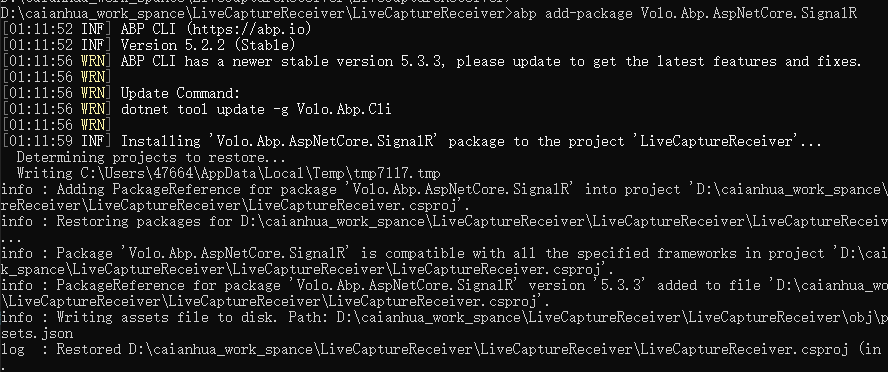 D:\caianhua_work_spance\LiveCaptureReceiver\LiveCaptureReceiver>abp add-package Volo.Abp.AspNetCore.SignalR
[01:11:52 INF] ABP CLI (https://abp.io)
[01:11:52 INF] Version 5.2.2 (Stable)
[01:11:56 WRN] ABP CLI has a newer stable version 5.3.3, please update to get the latest features and fixes.
[01:11:56 WRN]
[01:11:56 WRN] Update Command:
[01:11:56 WRN] dotnet tool update -g Volo.Abp.Cli
[01:11:56 WRN]
[01:11:59 INF] Installing 'Volo.Abp.AspNetCore.SignalR' package to the project 'LiveCaptureReceiver'...
Determining projects to restore...
Writing C:\Users\47664\AppData\Local\Temp\tmp7117.tmp
info : Adding PackageReference for package 'Volo.Abp.AspNetCore.SignalR' into project 'D:\caianhua_work_spance\
reReceiver\LiveCaptureReceiver\LiveCaptureReceiver.csproj'.
info : Restoring packages for D:\caianhua_work_spance\LiveCaptureReceiver\LiveCaptureReceiver\LiveCaptureReceiv
...
info : Package 'Volo.Abp.AspNetCore.SignalR' is compatible with all the specified frameworks in project 'D:\cai
k_spance\LiveCaptureReceiver\LiveCaptureReceiver\LiveCaptureReceiver.csproj'.
info : PackageReference for package 'Volo.Abp.AspNetCore.SignalR' version '5.3.3' added to file 'D:\caianhua_wo
\LiveCaptureReceiver\LiveCaptureReceiver\LiveCaptureReceiver.csproj'.
info : Writing assets file to disk. Path: D:\caianhua_work_spance\LiveCaptureReceiver\LiveCaptureReceiver\obj\p
sets.json
log  : Restored D:\caianhua_work_spance\LiveCaptureReceiver\LiveCaptureReceiver\LiveCaptureReceiver.csproj (in
.